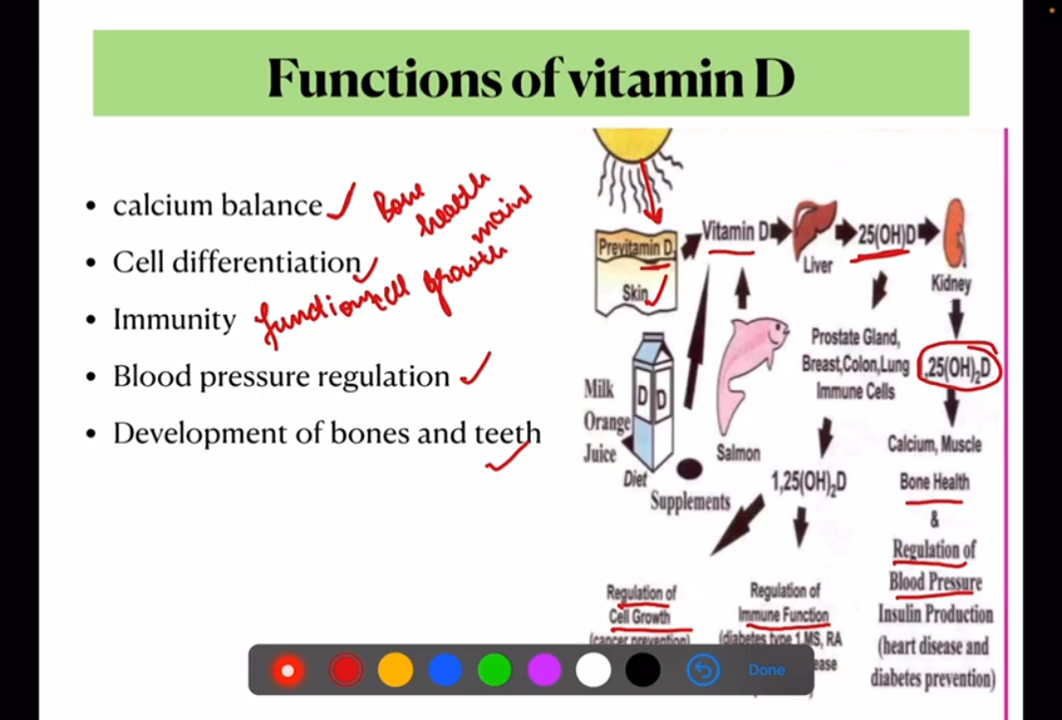 Functions of vitamin D
• calcium balance
Bone
health
• Cell differentiation
• Immunity
cell growth
• Blood pressure regulation
• Development of bones and teeth
Previtamin D
Skin
Vitamin D
Liver
25(OH)D
Kidney
Milk
Orange
Juice
Diet
D D
Supplements
Salmon
Prostate Gland,
Breast,Colon,Lung
Immune Cells
1,25(OH)₂D
,25(OH)₂D
Calcium, Muscle
Bone Health
&
Regulation of
Blood Pressure
Insulin Production
(heart disease and
diabetes prevention)
Regulation of
Cell Growth
(cancer prevention)
Regulation of
Immune Function
(diabetes type 1,MS, RA
Done